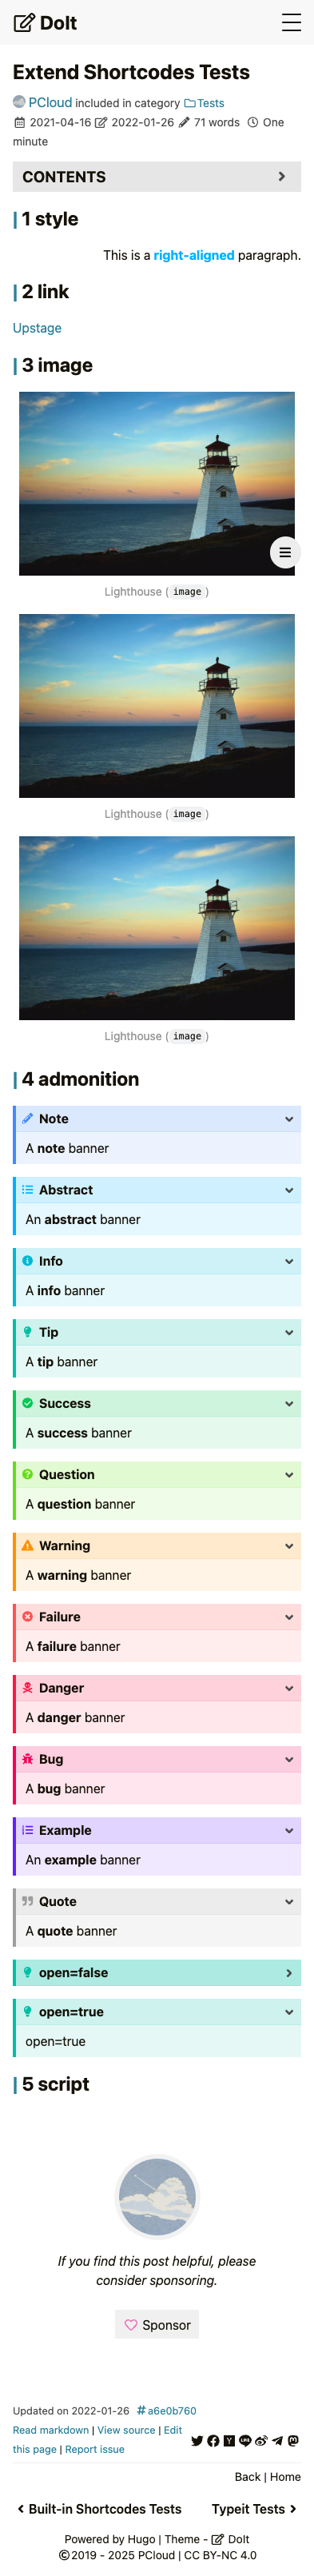 DoIt
Extend Shortcodes Tests
PCloud included in category Tests
2021-04-16 2022-01-26 71 words One
minute
CONTENTS
1 style
This is a right-aligned paragraph.
2 link
Upstage
3 image
Lighthouse ( image )
Lighthouse ( image )
Lighthouse ( image )
4 admonition
Note
A note banner
Abstract
An abstract banner
Info
A info banner
Tip
A tip banner
Success
A success banner
Question
A question banner
Warning
A warning banner
Failure
A failure banner
Danger
A danger banner
Bug
A bug banner
Example
An example banner
Quote
A quote banner
open=false
open=true
open=true
5 script
If you find this post helpful, please
consider sponsoring.
Sponsor
Updated on 2022-01-26 #a6e0b760
Read markdown | View source | Edit
this page | Report issue
Back | Home
Built-in Shortcodes Tests Typeit Tests
Powered by Hugo | Theme - DoIt
©2019 - 2025 PCloud | CC BY-NC 4.0